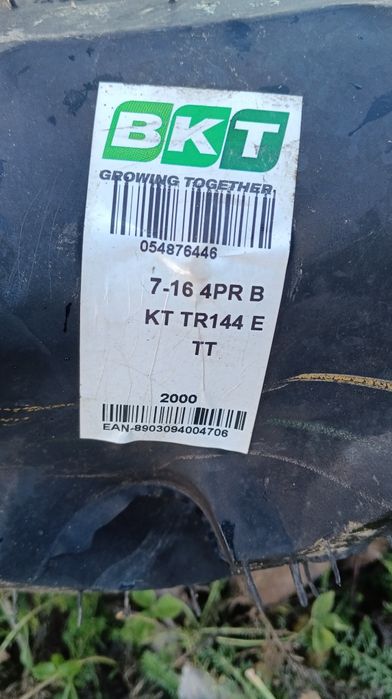 BKT
GROWING TOGETHER
054876446
7-16 4PR B
KT TR144 E
TT
2000
EAN-8903094004706